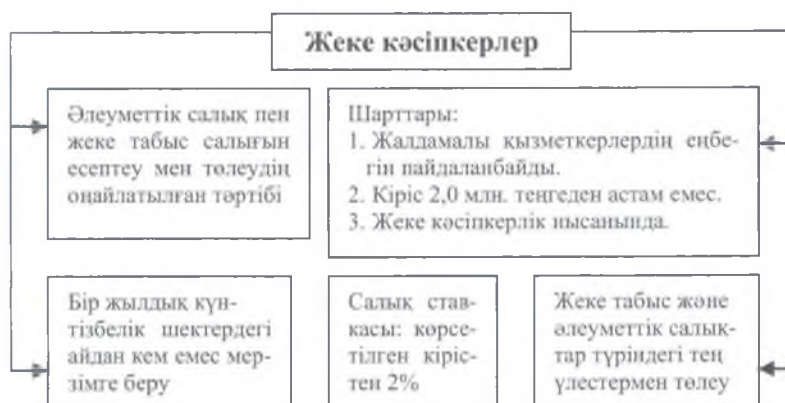 Жеке кәсіпкерлер
Әлеуметтік салық пен
жеке табыс салығын
есептеу мен төлеудің
оңайлатылған тәртібі
Шарттары:
1. Жалдамалы қызметкерлердің еңбе-
гін пайдаланбайды.
2. Кіріс 2,0 млн. теңгеден астам емес.
3. Жеке кәсіпкерлік нысанында.
Бір жылдық күн-
тізбелік шектердегі
айдан кем емес мер-
зімге беру
Салық став-
касы: көрсе-
тілген кіріс-
тен 2%
Жеке табыс және
әлеуметтік салық-
тар түріндегі тең
үлестермен төлеу